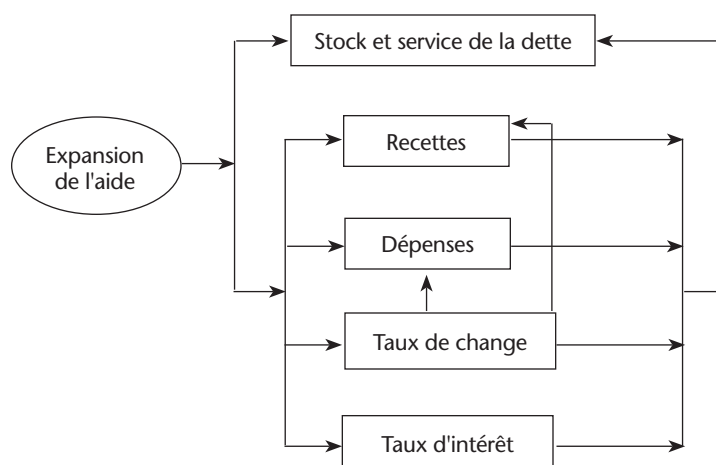 Stock et service de la dette
Expansion
de l'aide
Recettes
Dépenses
Taux de change
Taux d'intérêt